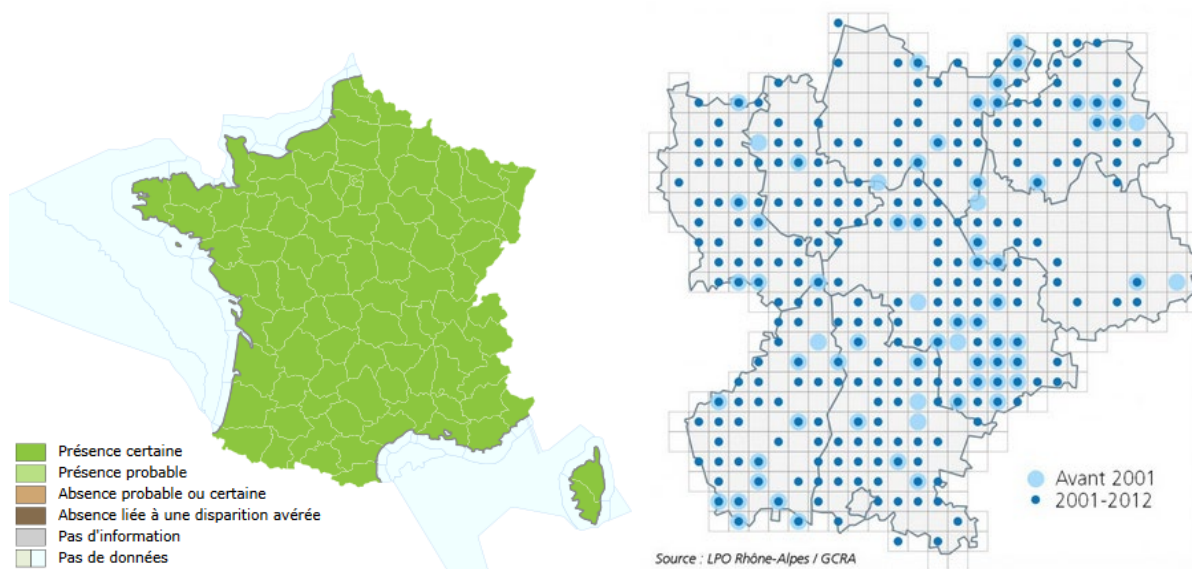 Présence certaine
Présence probable
Absence probable ou certaine
Absence liée à une disparition avérée
Pas d'information
Pas de données
Avant 2001
2001-2012
Source : LPO Rhône-Alpes / GCRA